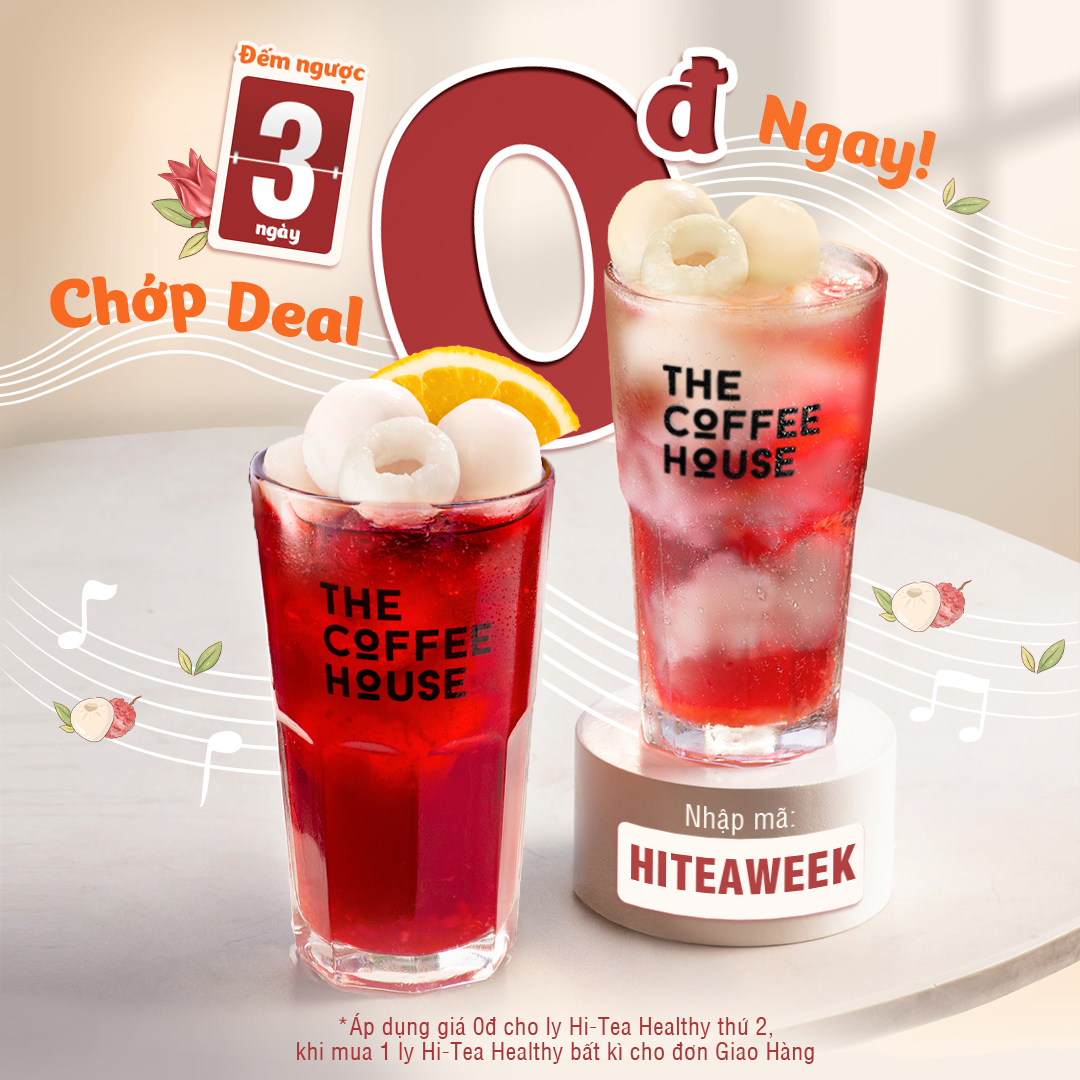 Đếm ngược
3
ngày
0đ
Ngay!
Chớp Deal
THE
COFFEE
HOUSE
THE
COFFEE
HOUSE
Nhập mã:
HITEAWEEK
*Áp dụng giá 0đ cho ly Hi-Tea Healthy thứ 2,
khi mua 1 ly Hi-Tea Healthy bất kì cho đơn Giao Hàng